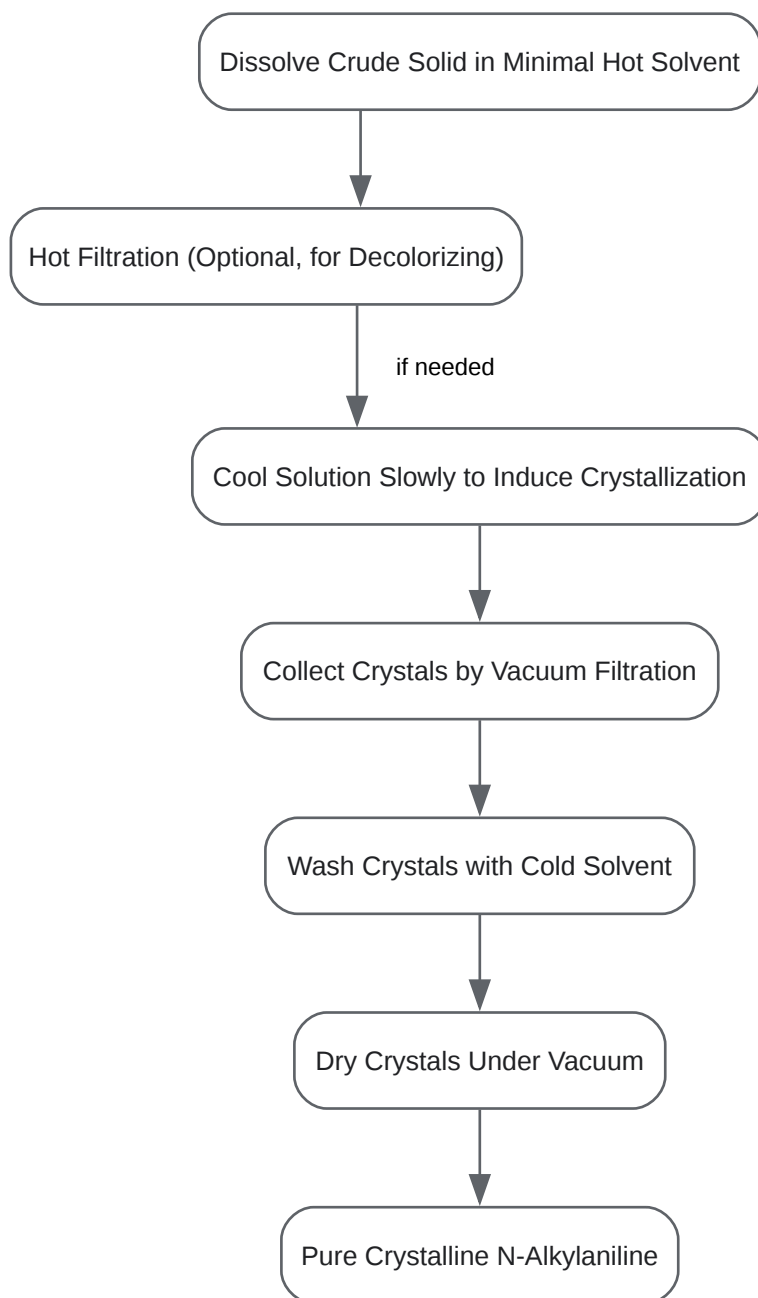 Dissolve Crude Solid in Minimal Hot Solvent
Hot Filtration (Optional, for Decolorizing)
if needed
Cool Solution Slowly to Induce Crystallization
Collect Crystals by Vacuum Filtration
Wash Crystals with Cold Solvent
Dry Crystals Under Vacuum
Pure Crystalline N-Alkylaniline